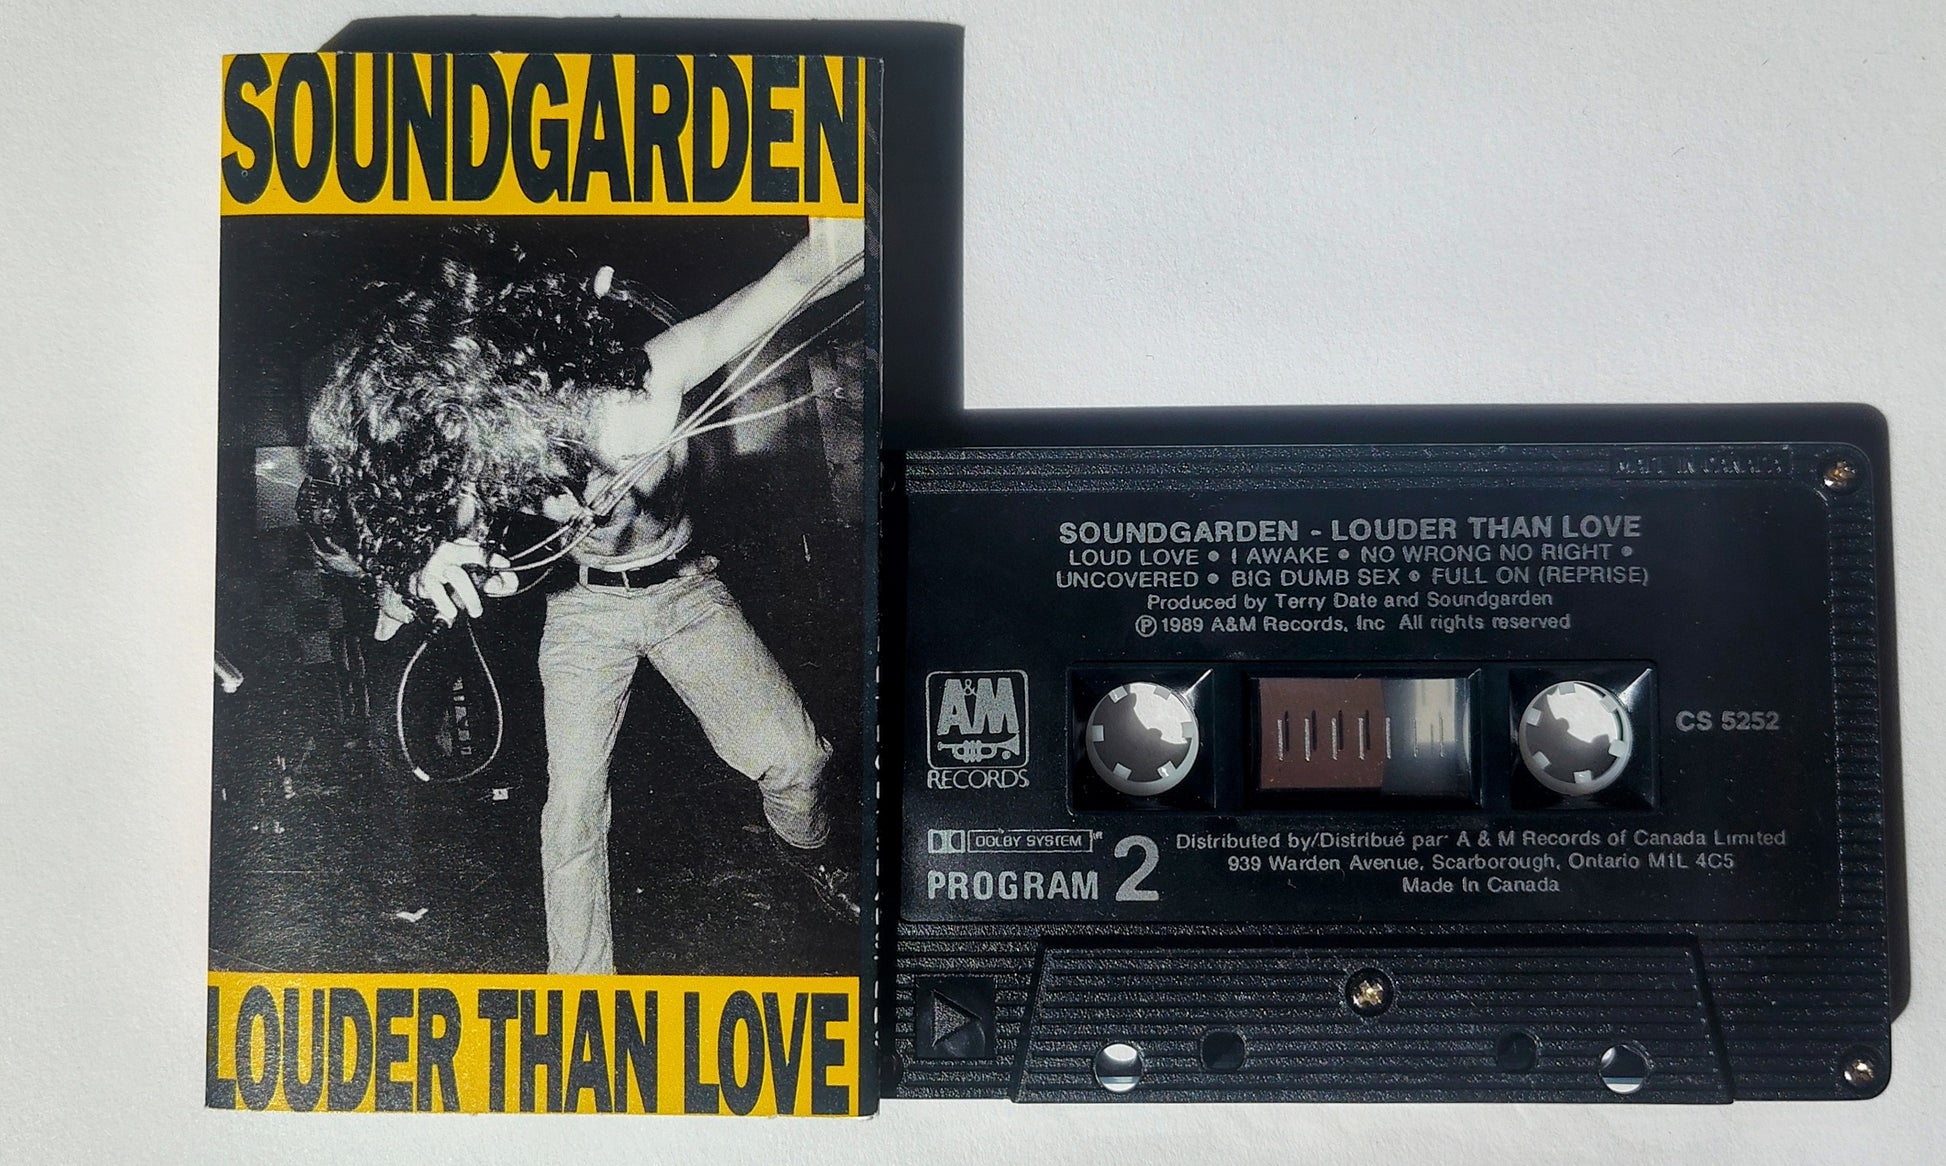 SOUNDGARDEN
LOUDER THAN LOVE
MADE IN CANADA
SOUNDGARDEN - LOUDER THAN LOVE
LOUD LOVE • I AWAKE • NO WRONG NO RIGHT •
UNCOVERED • BIG DUMB SEX • FULL ON (REPRISE)
Produced by Terry Date and Soundgarden
℗ 1989 A&M Records, Inc All rights reserved
A&M
RECORDS
CS 5252
DOLBY SYSTEM
PROGRAM 2
Distributed by/Distribué par A & M Records of Canada Limited
939 Warden Avenue, Scarborough, Ontario M1L 4C5
Made In Canada